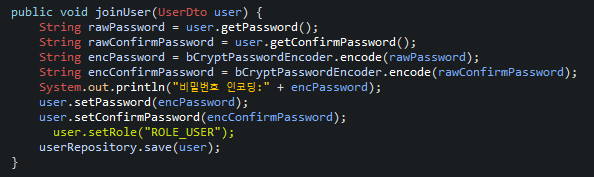 public void joinUser(UserDto user) {
    String rawPassword = user.getPassword();
    String rawConfirmPassword = user.getConfirmPassword();
    String encPassword = bCryptPasswordEncoder.encode(rawPassword);
    String encConfirmPassword = bCryptPasswordEncoder.encode(rawConfirmPassword);
    System.out.println("비밀번호 인코딩:" + encPassword);
    user.setPassword(encPassword);
    user.setConfirmPassword(encConfirmPassword);
      user.setRole("ROLE_USER");
    userRepository.save(user);
}